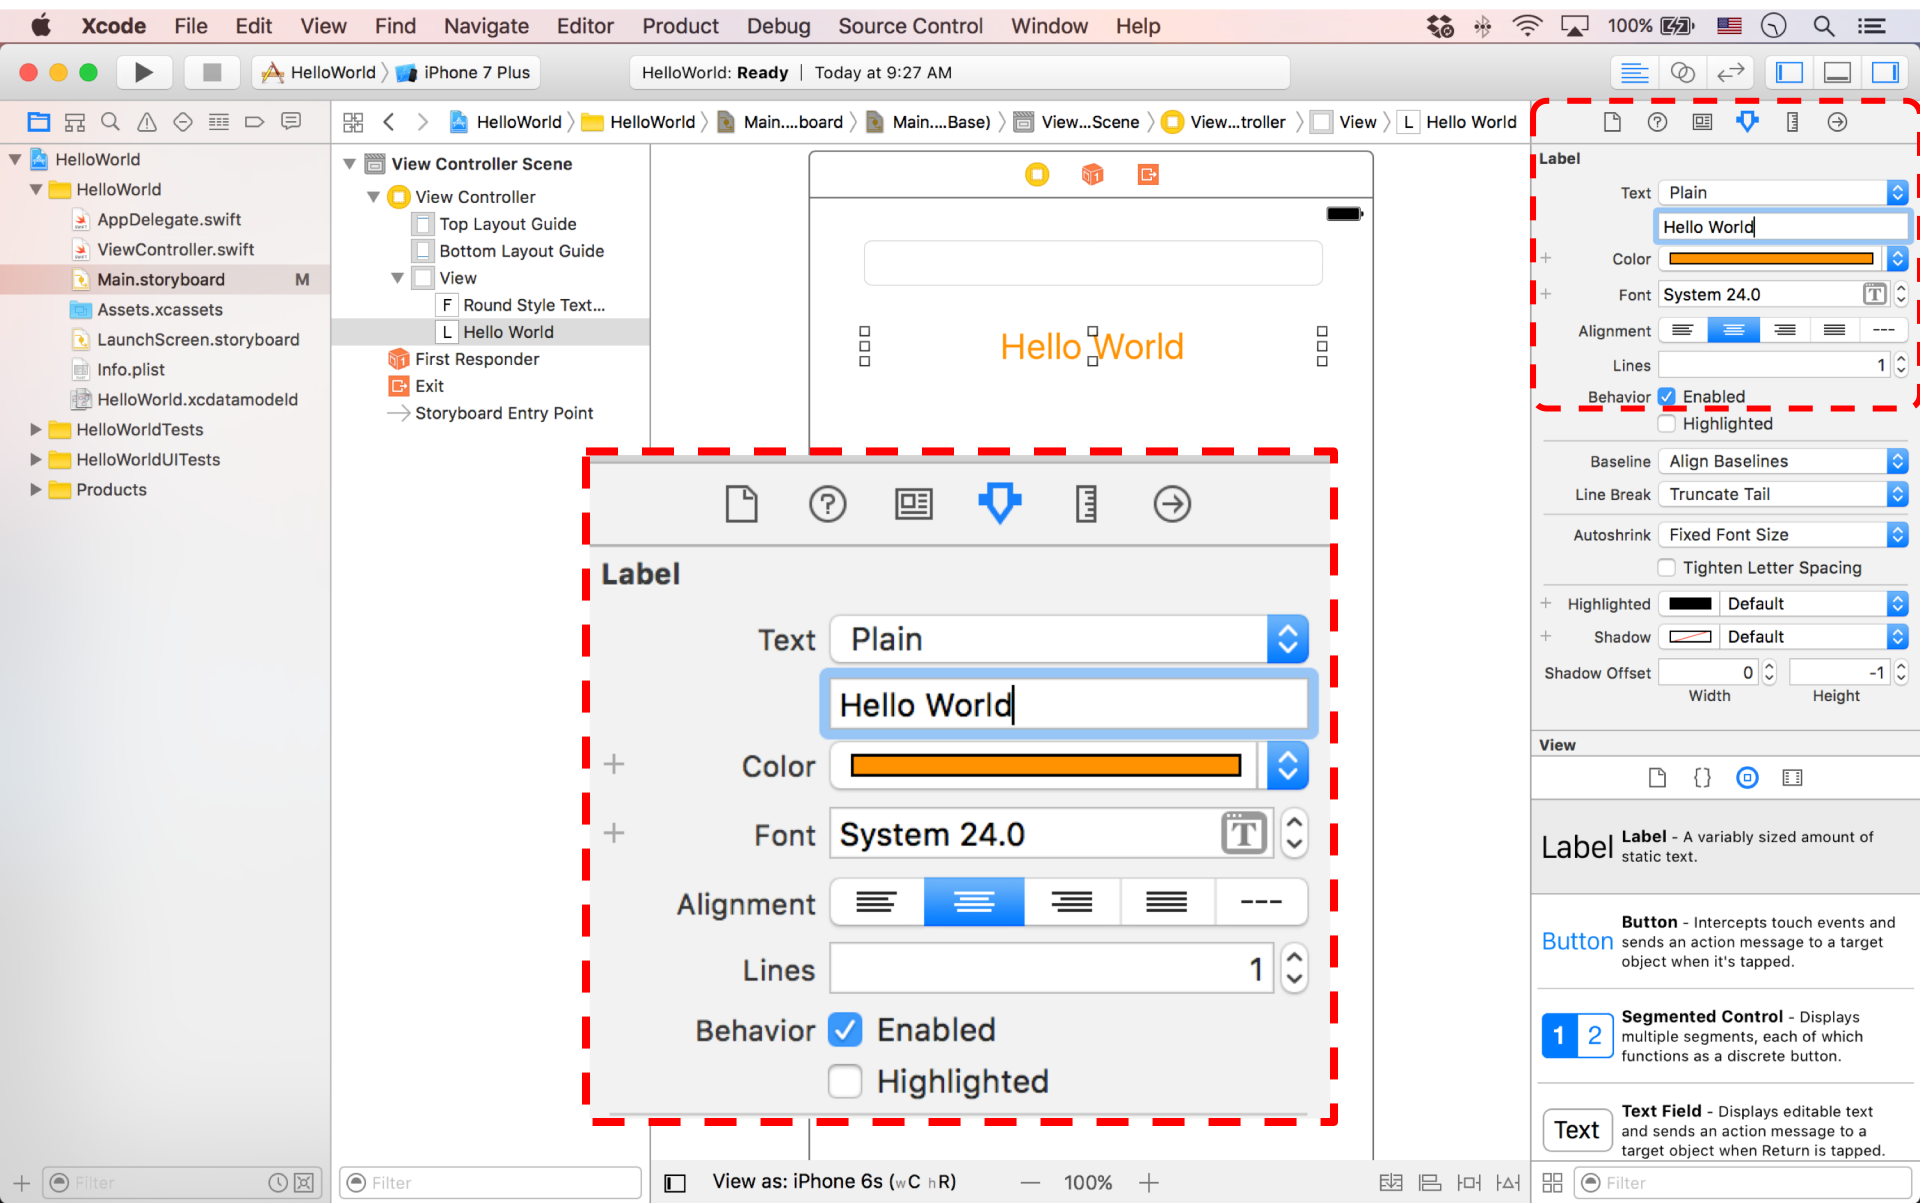 Xcode File Edit View Find Navigate Editor Product Debug Source Control Window Help 100%
HelloWorld iPhone 7 Plus HelloWorld: Ready | Today at 9:27 AM
HelloWorld HelloWorld Main....board Main....Base) View...Scene View...troller View L Hello World
HelloWorld
HelloWorld
AppDelegate.swift
ViewController.swift
Main.storyboard M
Assets.xcassets
LaunchScreen.storyboard
Info.plist
HelloWorld.xcdatamodeld
HelloWorldTests
HelloWorldUITests
Products
Filter
View Controller Scene
View Controller
Top Layout Guide
Bottom Layout Guide
View
F Round Style Text...
L Hello World
First Responder
Exit
Storyboard Entry Point
Filter
Hello World
Label
Text Plain
Hello World
Color
Font System 24.0 T
Alignment ---
Lines 1
Behavior Enabled
Highlighted
View as: iPhone 6s (wC hR) — 100% +
Label
Text Plain
Hello World
Color
Font System 24.0 T
Alignment ---
Lines 1
Behavior Enabled
Highlighted
Baseline Align Baselines
Line Break Truncate Tail
Autoshrink Fixed Font Size
Tighten Letter Spacing
Highlighted Default
Shadow Default
Shadow Offset 0 -1
Width Height
View
{}
Label Label - A variably sized amount of
static text.
Button Button - Intercepts touch events and
sends an action message to a target
object when it's tapped.
1 2 Segmented Control - Displays
multiple segments, each of which
functions as a discrete button.
Text Text Field - Displays editable text
and sends an action message to a
target object when Return is tapped.
Filter